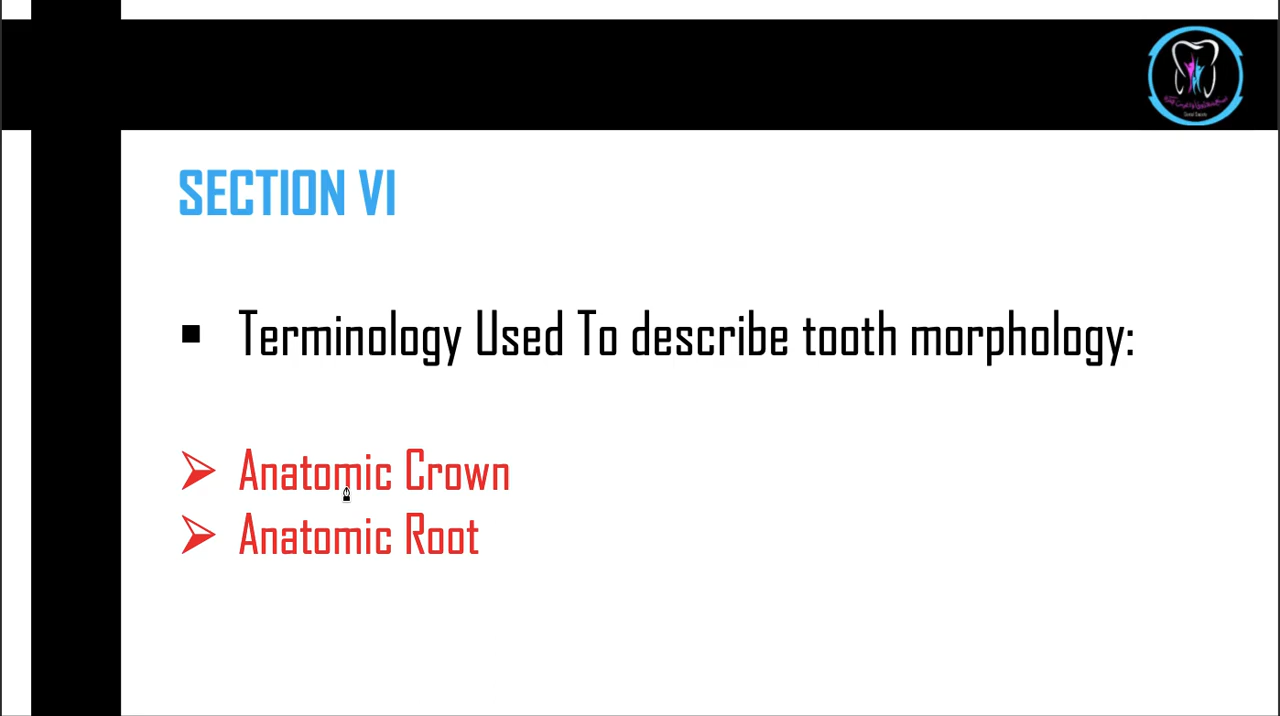 SECTION VI
Terminology Used To describe tooth morphology:
Anatomic Crown
Anatomic Root